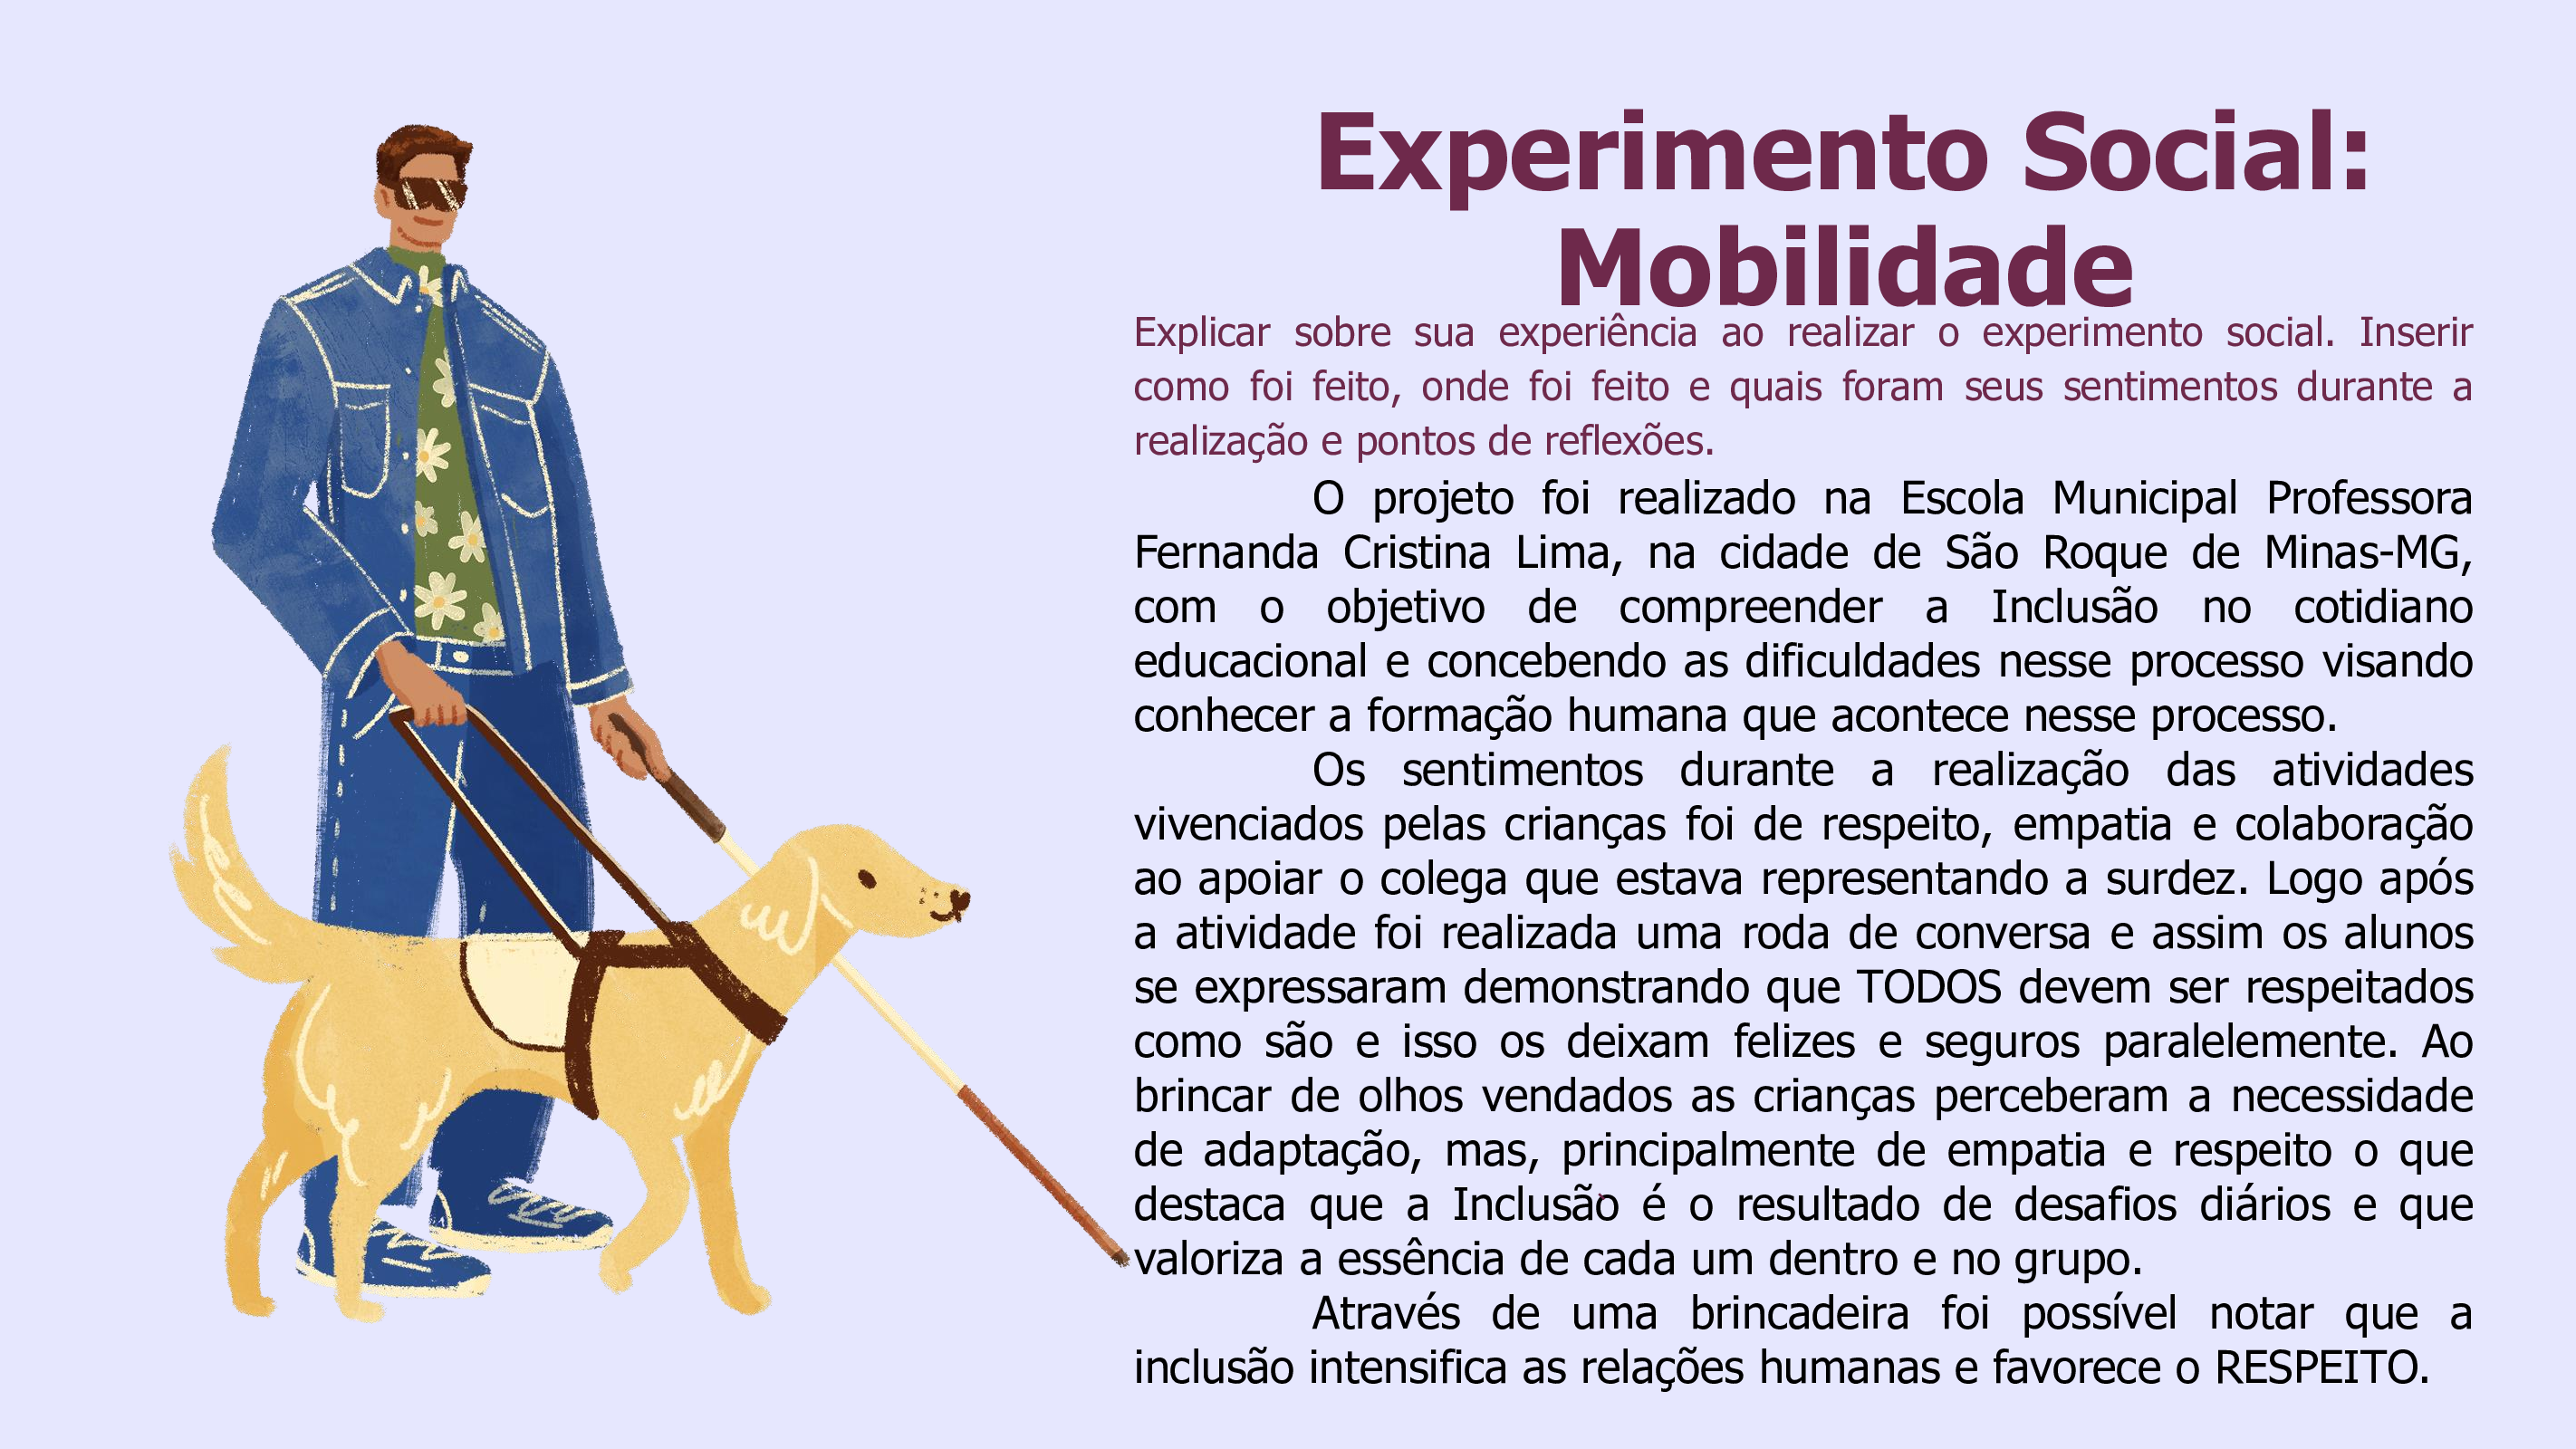 Experimento Social:
Mobilidade
Explicar sobre sua experiência ao realizar o experimento social. Inserir
como foi feito, onde foi feito e quais foram seus sentimentos durante a
realização e pontos de reflexões.
O projeto foi realizado na Escola Municipal Professora
Fernanda Cristina Lima, na cidade de São Roque de Minas-MG,
com o objetivo de compreender a Inclusão no cotidiano
educacional e concebendo as dificuldades nesse processo visando
conhecer a formação humana que acontece nesse processo.
Os sentimentos durante a realização das atividades
vivenciados pelas crianças foi de respeito, empatia e colaboração
ao apoiar o colega que estava representando a surdez. Logo após
a atividade foi realizada uma roda de conversa e assim os alunos
se expressaram demonstrando que TODOS devem ser respeitados
como são e isso os deixam felizes e seguros paralelemente. Ao
brincar de olhos vendados as crianças perceberam a necessidade
de adaptação, mas, principalmente de empatia e respeito o que
destaca que a Inclusão é o resultado de desafios diários e que
valoriza a essência de cada um dentro e no grupo.
Através de uma brincadeira foi possível notar que a
inclusão intensifica as relações humanas e favorece o RESPEITO.